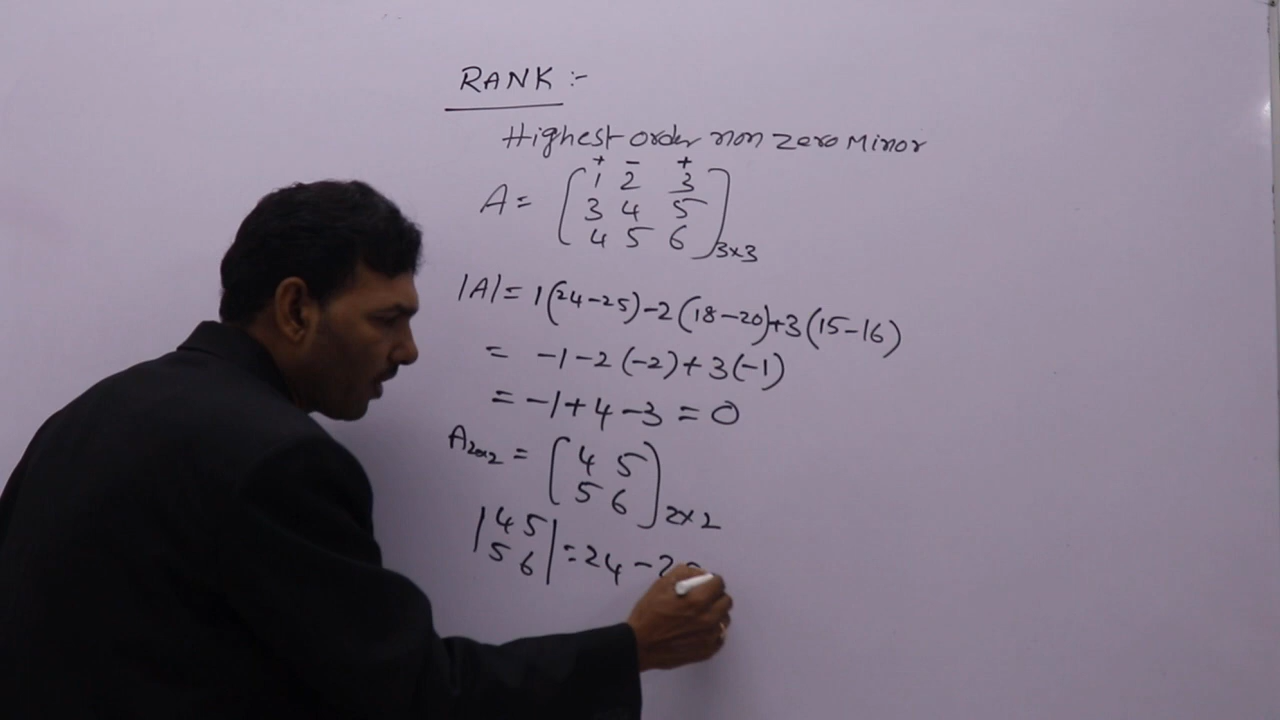 RANK :-
Highest order non zero Minor
+ - +
A = [1 2 3
3 4 5
4 5 6] 3×3
|A| = 1(24-25)-2(18-20)+3(15-16)
= -1-2(-2)+3(-1)
= -1+4-3 = 0
A2×2 = [4 5
5 6] 2×2
|4 5
5 6| = 24-2